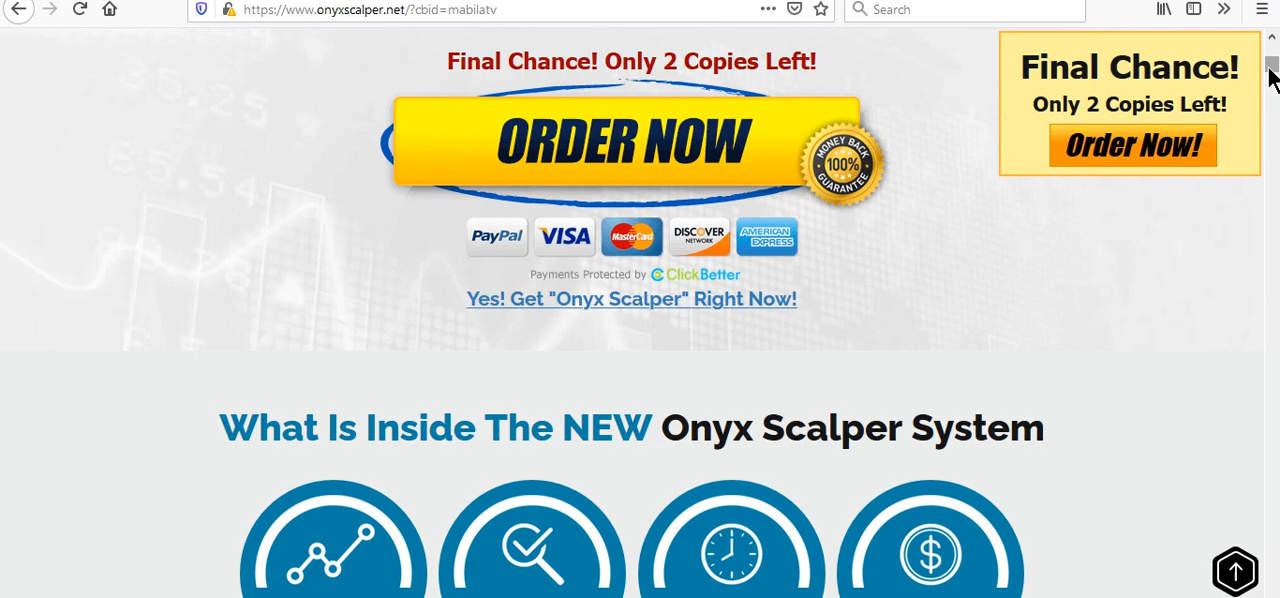 https://www.onyxscalper.net/?cbid=mabilatv
Search
Final Chance! Only 2 Copies Left!
ORDER NOW
MONEY BACK
100%
GUARANTEE
PayPal
VISA
MasterCard
DISCOVER
NETWORK
AMERICAN
EXPRESS
Payments Protected by ClickBetter
Yes! Get "Onyx Scalper" Right Now!
Final Chance!
Only 2 Copies Left!
Order Now!
What Is Inside The NEW Onyx Scalper System